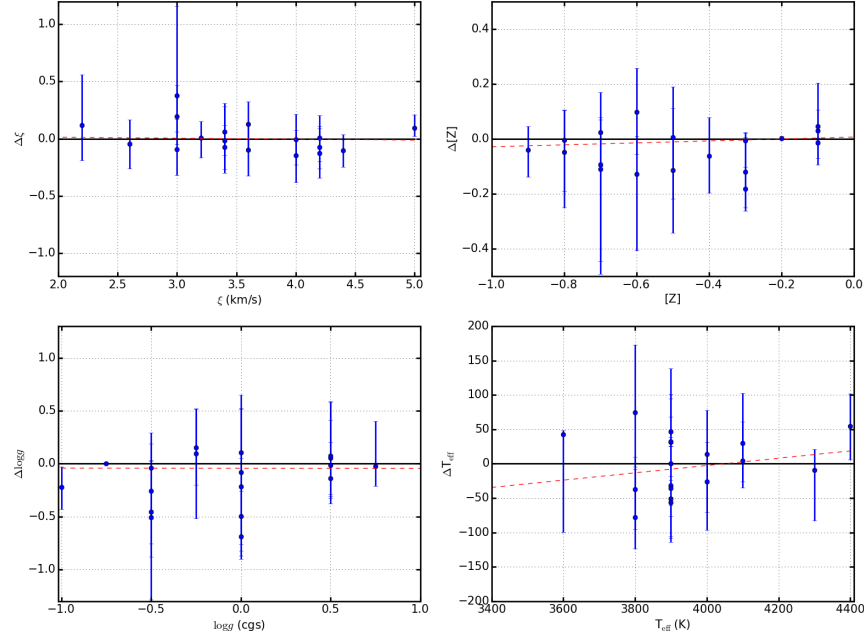 1.0
0.5
0.0
−0.5
−1.0
Δξ
2.0 2.5 3.0 3.5 4.0 4.5 5.0
ξ (km/s)
0.4
0.2
0.0
−0.2
−0.4
Δ[Z]
−1.0 −0.8 −0.6 −0.4 −0.2 0.0
[Z]
1.0
0.5
0.0
−0.5
−1.0
Δlogg
−1.0 −0.5 0.0 0.5 1.0
logg (cgs)
200
150
100
50
0
−50
−100
−150
−200
ΔTeff
3400 3600 3800 4000 4200 4400
Teff (K)